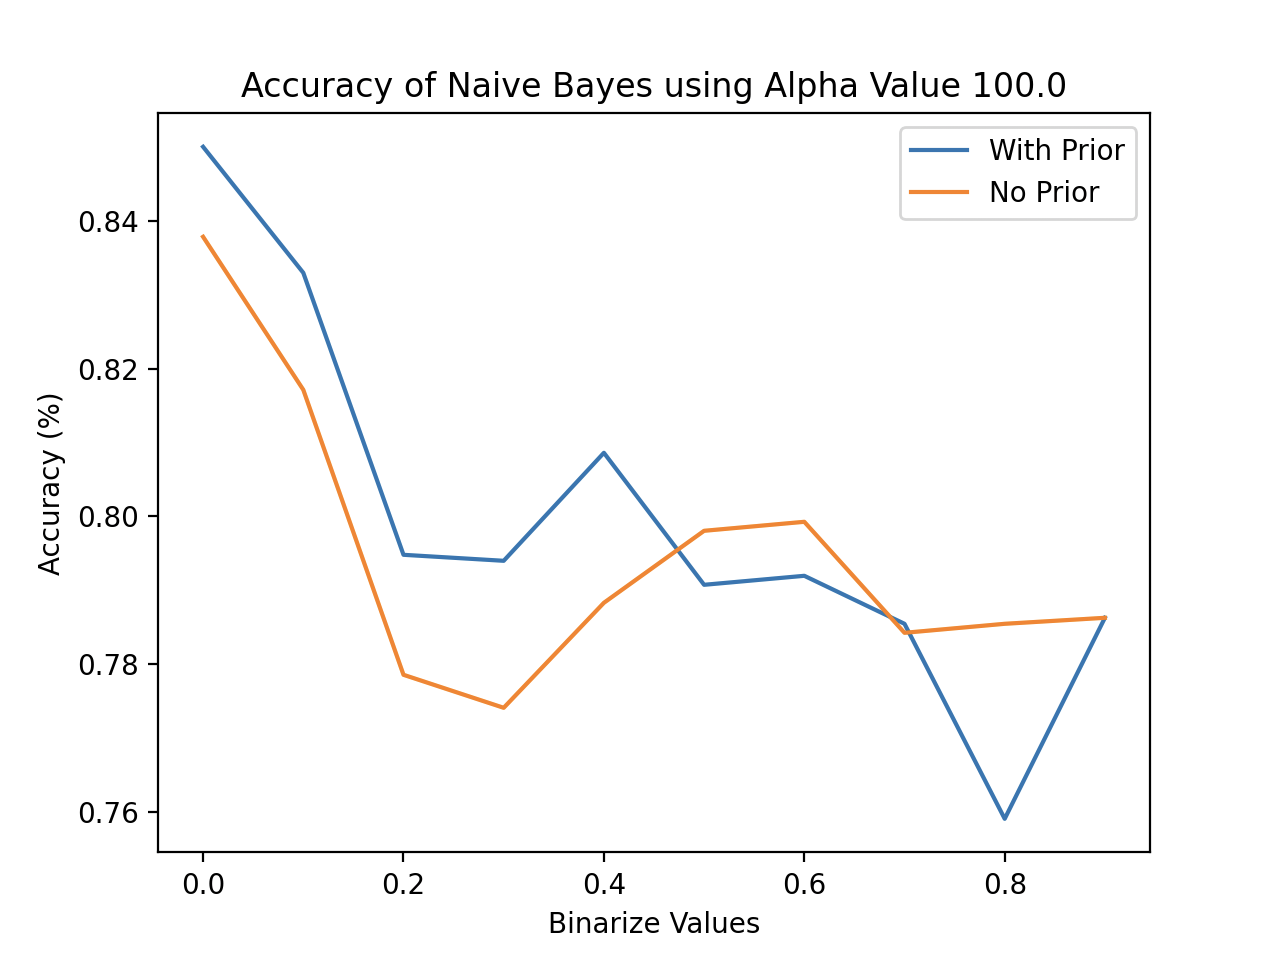 Accuracy of Naive Bayes using Alpha Value 100.0
With Prior
No Prior
Accuracy (%)
0.84
0.82
0.80
0.78
0.76
0.0 0.2 0.4 0.6 0.8
Binarize Values